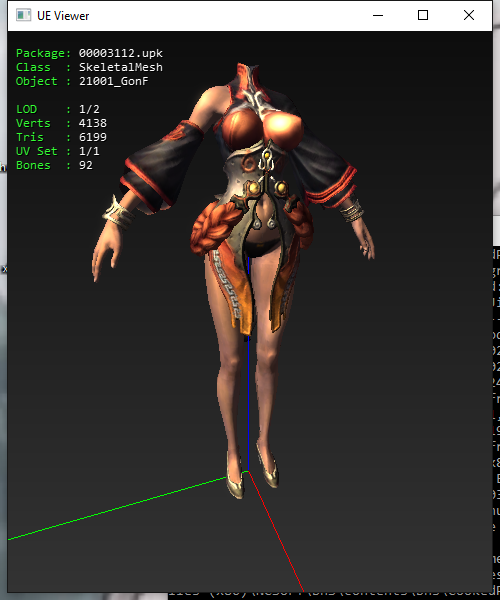 UE Viewer
Package: 00003112.upk
Class : SkeletalMesh
Object : 21001_GonF
LOD : 1/2
Verts : 4138
Tris : 6199
UV Set : 1/1
Bones : 92